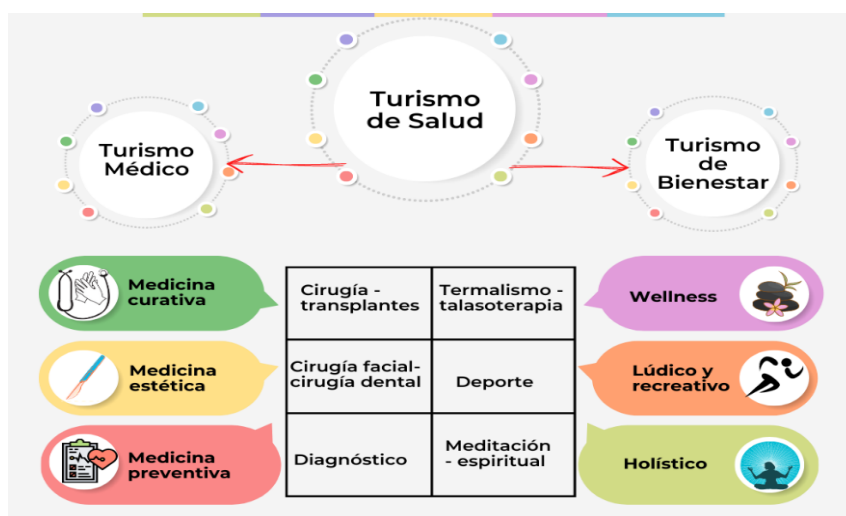 Turismo
de Salud
Turismo
Médico
Turismo
de
Bienestar
Medicina
curativa
Cirugía -
transplantes
Termalismo -
talasoterapia
Wellness
Medicina
estética
Cirugía facial-
cirugía dental
Deporte
Lúdico y
recreativo
Medicina
preventiva
Diagnóstico
Meditación
- espiritual
Holístico